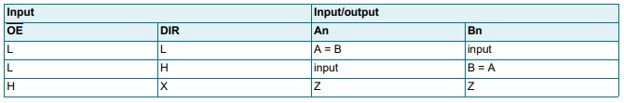 Input Input/output
OE DIR An Bn
L L A = B input
L H input B = A
H X Z Z